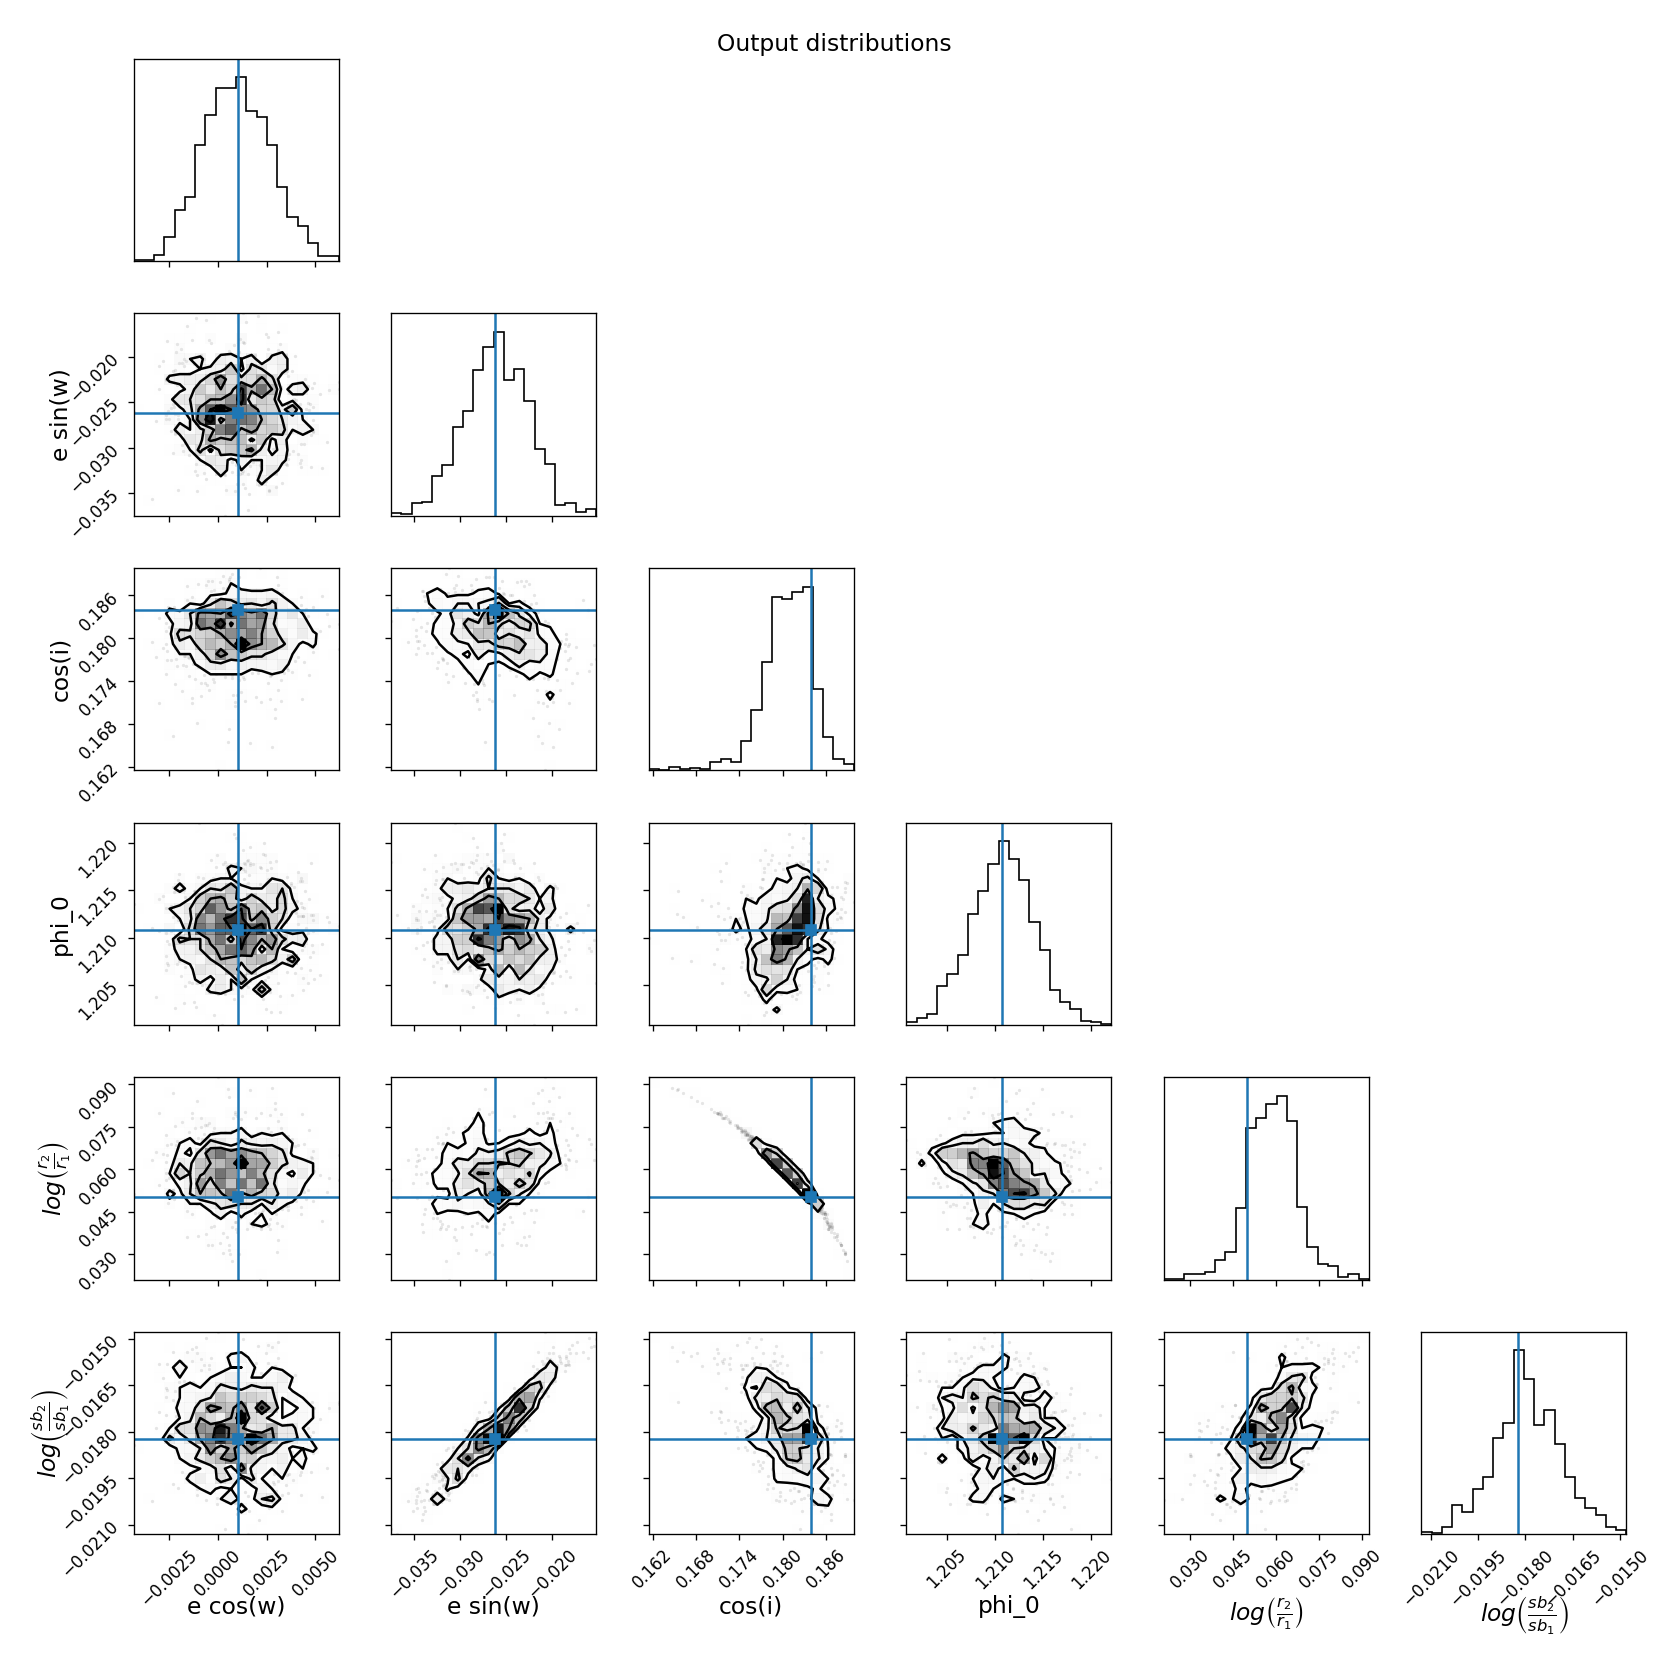 Output distributions
e sin(w)
−0.020
−0.025
−0.030
−0.035
cos(i)
0.186
0.180
0.174
0.168
0.162
phi_0
1.220
1.215
1.210
1.205
log(r2/r1)
0.090
0.075
0.060
0.045
0.030
log(sb2/sb1)
−0.0150
−0.0165
−0.0180
−0.0195
−0.0210
−0.0025 0.0000 0.0025 0.0050
−0.035 −0.030 −0.025 −0.020
0.162 0.168 0.174 0.180 0.186
1.205 1.210 1.215 1.220
0.030 0.045 0.060 0.075 0.090
−0.0210 −0.0195 −0.0180 −0.0165 −0.0150
e cos(w)
e sin(w)
cos(i)
phi_0
log(r2/r1)
log(sb2/sb1)